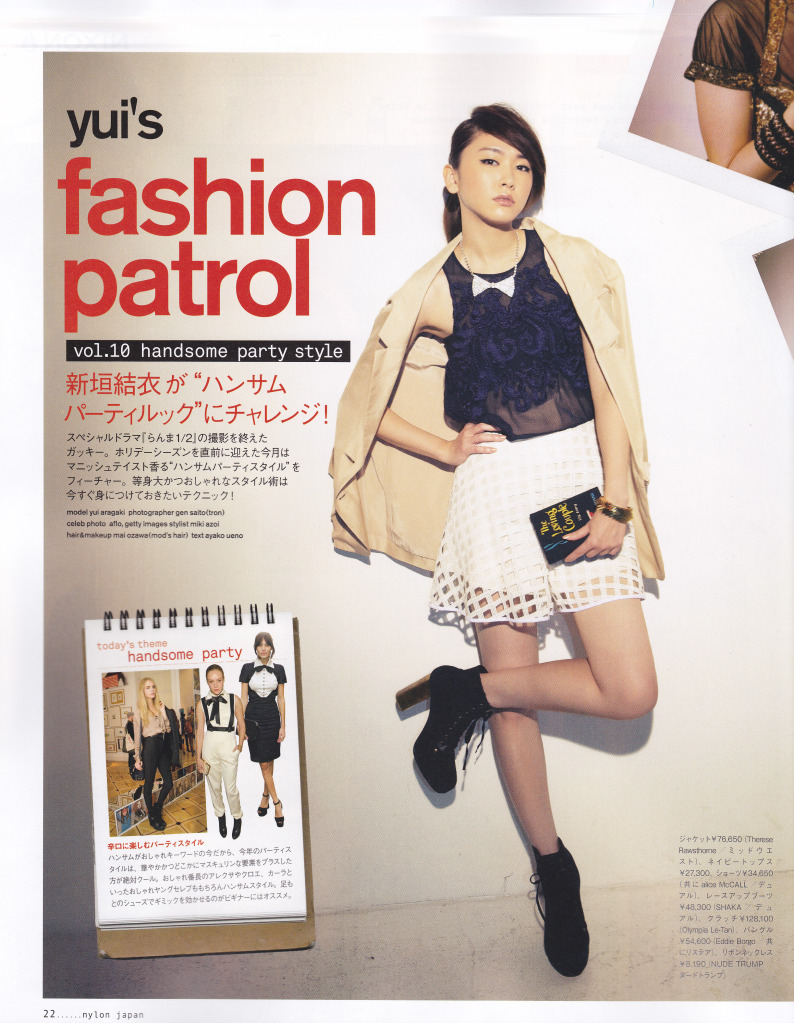 yui's
fashion
patrol
vol.10 handsome party style
新垣結衣 が “ハンサム
パーティルック”にチャレンジ！
スペシャルドラマ『らんま1/2』の撮影を終えた
ガッキー。ホリデーシーズンを直前に迎えた今月は
マニッシュテイスト香る“ハンサムパーティスタイル”を
フィーチャー。等身大かつおしゃれなスタイル術は
今すぐ身につけておきたいテクニック！
model yui aragaki photographer gen saito(tron)
celeb photo aflo, getty images stylist miki azoi
hair&makeup mai ozawa(mod's hair) text ayako ueno
today's theme
handsome party
辛口に楽しむパーティスタイル
ハンサムがおしゃれキーワードの今だから、今年のパーティス
タイルは、華やかかつどこかにマスキュリンな要素をプラスした
方が絶対クール。おしゃれ番長のアレクサやクロエ、カーラと
いったおしゃれヤングセレブももちろんハンサムスタイル。足も
とのシューズでギミックを効かせるのがビギナーにはオススメ。
The
Loving
Couple
ジャケット¥76,650（Therese
Rawsthorne／ミッドウエ
スト）、ネイビートップス
¥27,300、ショーツ¥34,650
（共にalice McCALL／デュ
アル）、レースアップブーツ
¥48,300（SHAKA／デュ
アル）、クラッチ¥128,100
（Olympia Le-Tan）、バングル
¥54,600（Eddie Borgo 共
にリステア）、リボンネックレス
¥8,190（NUDE TRUMP／
ヌードトランプ）
22......nylon japan